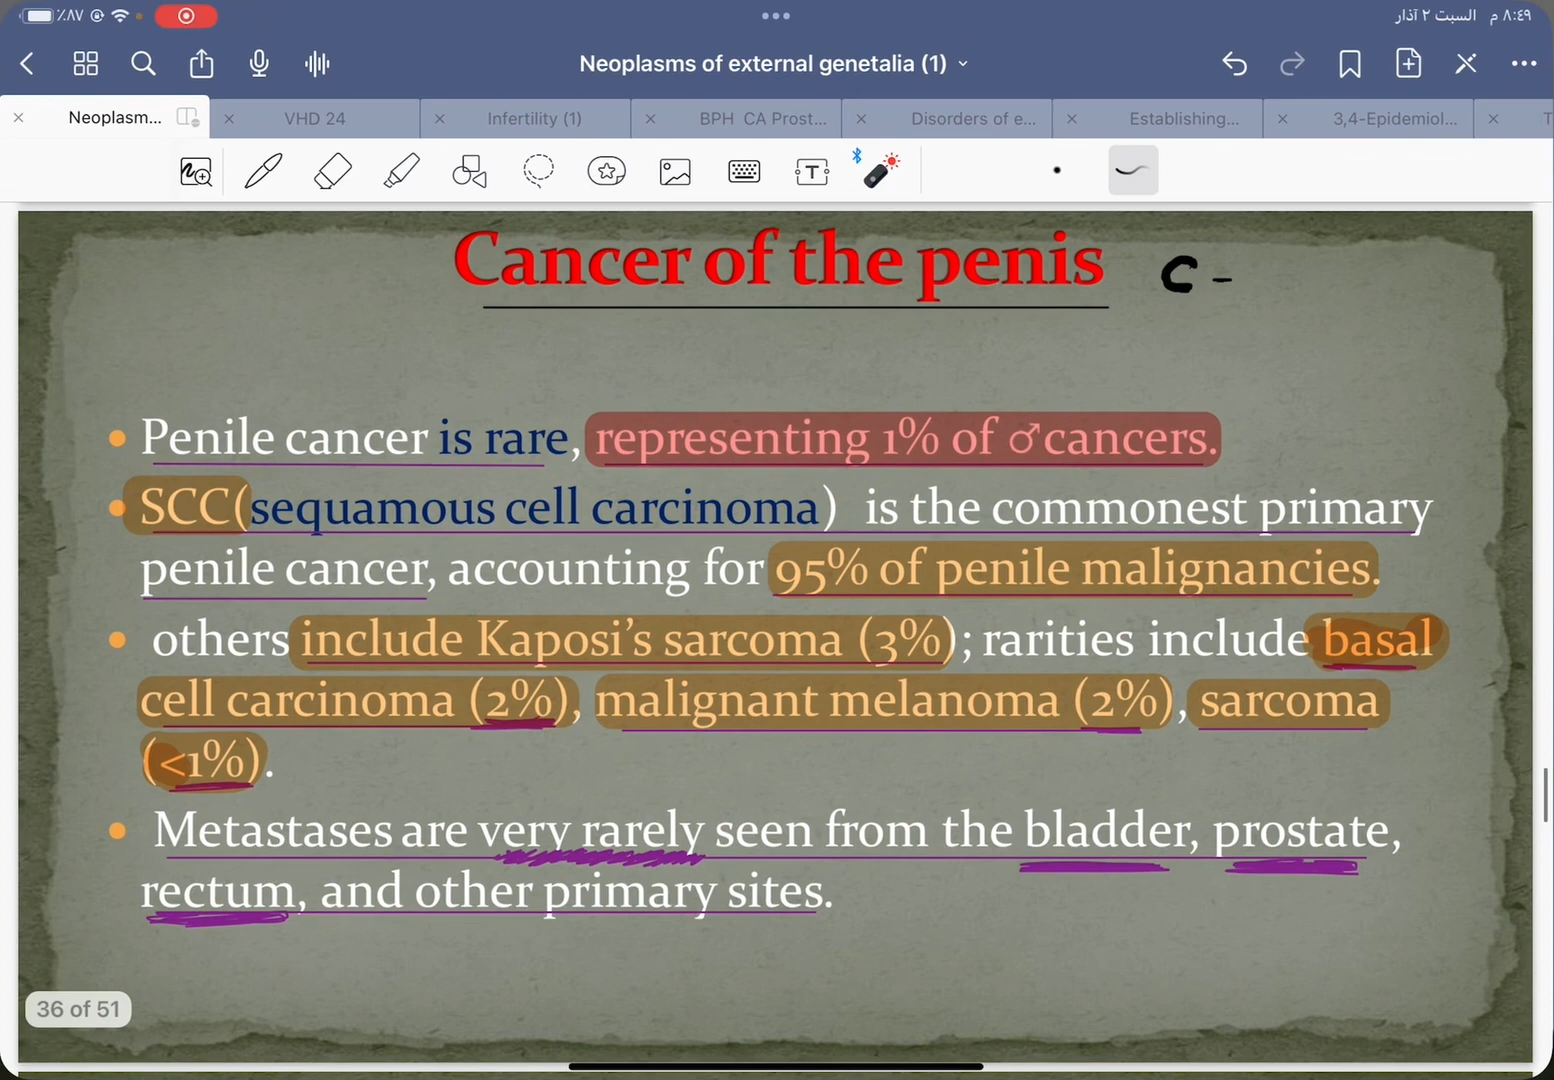 ٪٨٧
٨:٤٩ م السبت ٢ آذار
Neoplasms of external genetalia (1)
Neoplasm... VHD 24 Infertility (1) BPH CA Prost... Disorders of e... Establishing... 3,4-Epidemiol... T
Cancer of the penis c -
• Penile cancer is rare, representing 1% of ♂cancers.
• SCC(sequamous cell carcinoma) is the commonest primary
penile cancer, accounting for 95% of penile malignancies.
• others include Kaposi's sarcoma (3%); rarities include basal
cell carcinoma (2%), malignant melanoma (2%), sarcoma
(<1%).
• Metastases are very rarely seen from the bladder, prostate,
rectum, and other primary sites.
36 of 51